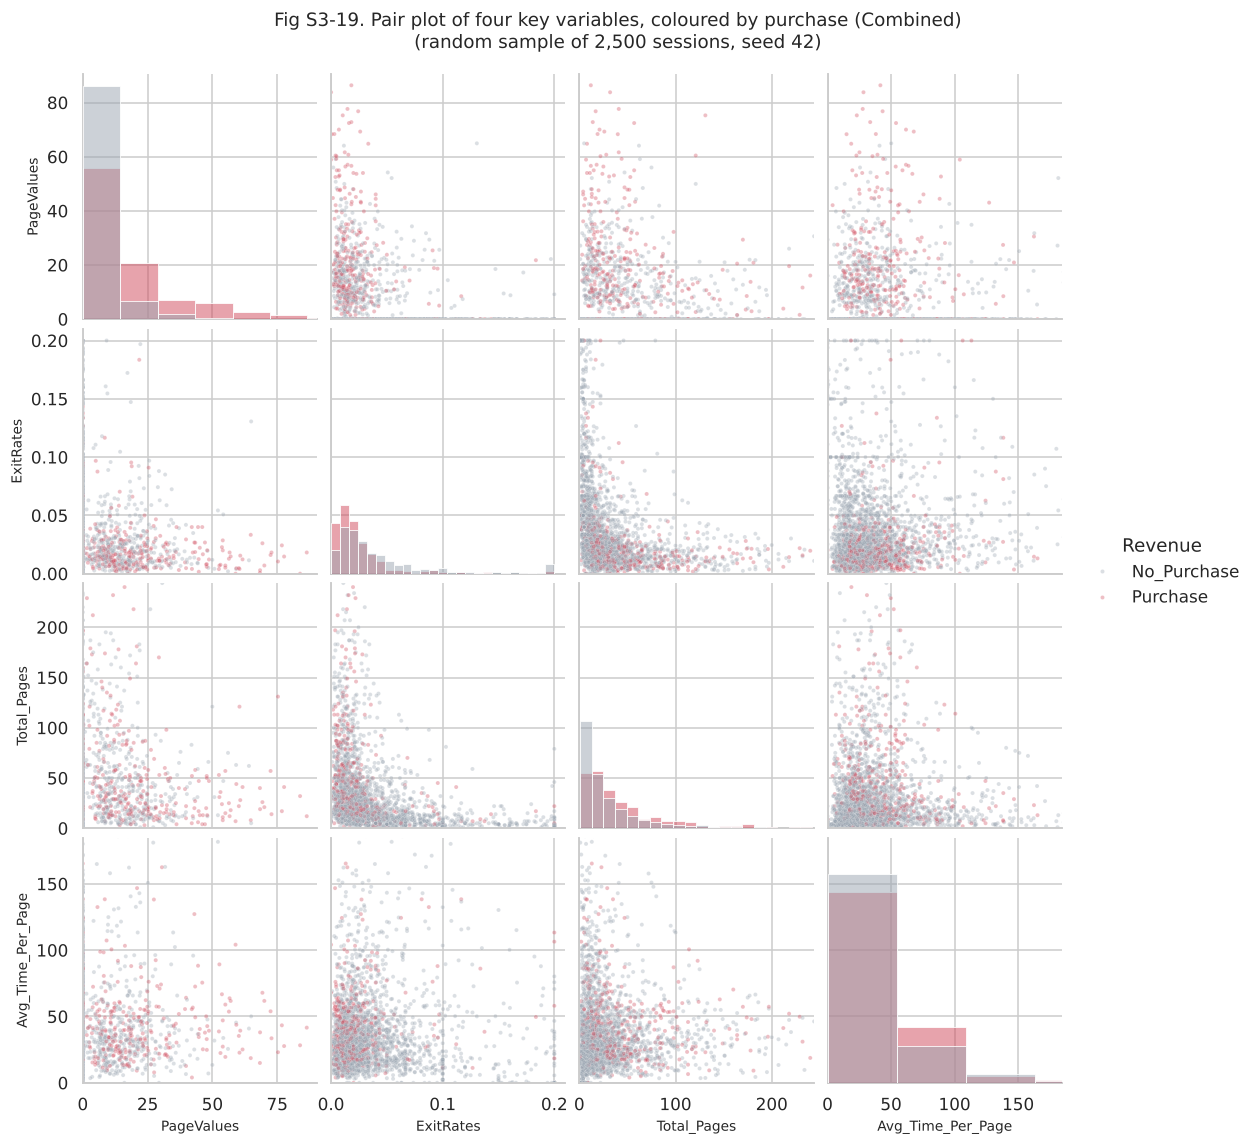 Fig S3-19. Pair plot of four key variables, coloured by purchase (Combined)
(random sample of 2,500 sessions, seed 42)
80
60
40
20
0
PageValues
0.20
0.15
0.10
0.05
0.00
ExitRates
200
150
100
50
0
Total_Pages
150
100
50
0
Avg_Time_Per_Page
0 25 50 75
PageValues
0.0 0.1 0.2
ExitRates
0 100 200
Total_Pages
0 50 100 150
Avg_Time_Per_Page
Revenue
No_Purchase
Purchase